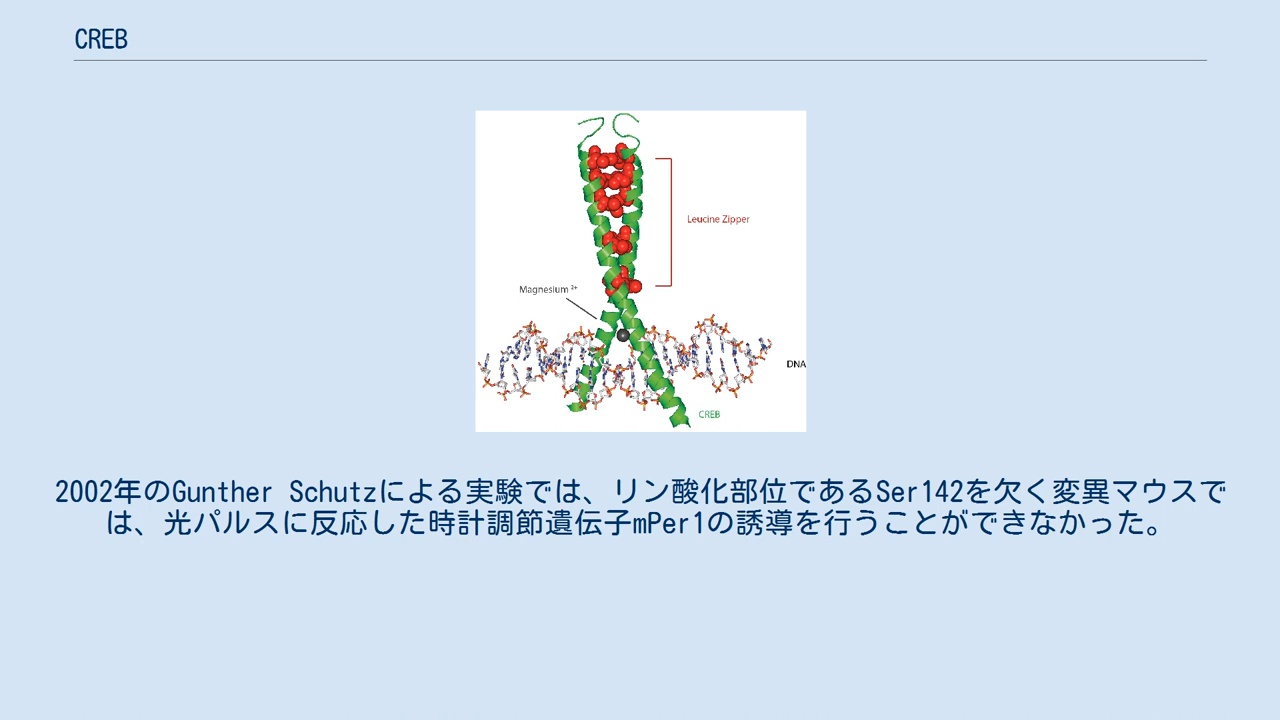 CREB
Leucine Zipper
Magnesium 2+
DNA
CREB
2002年のGunther Schutzによる実験では、リン酸化部位であるSer142を欠く変異マウスで
は、光パルスに反応した時計調節遺伝子mPer1の誘導を行うことができなかった。